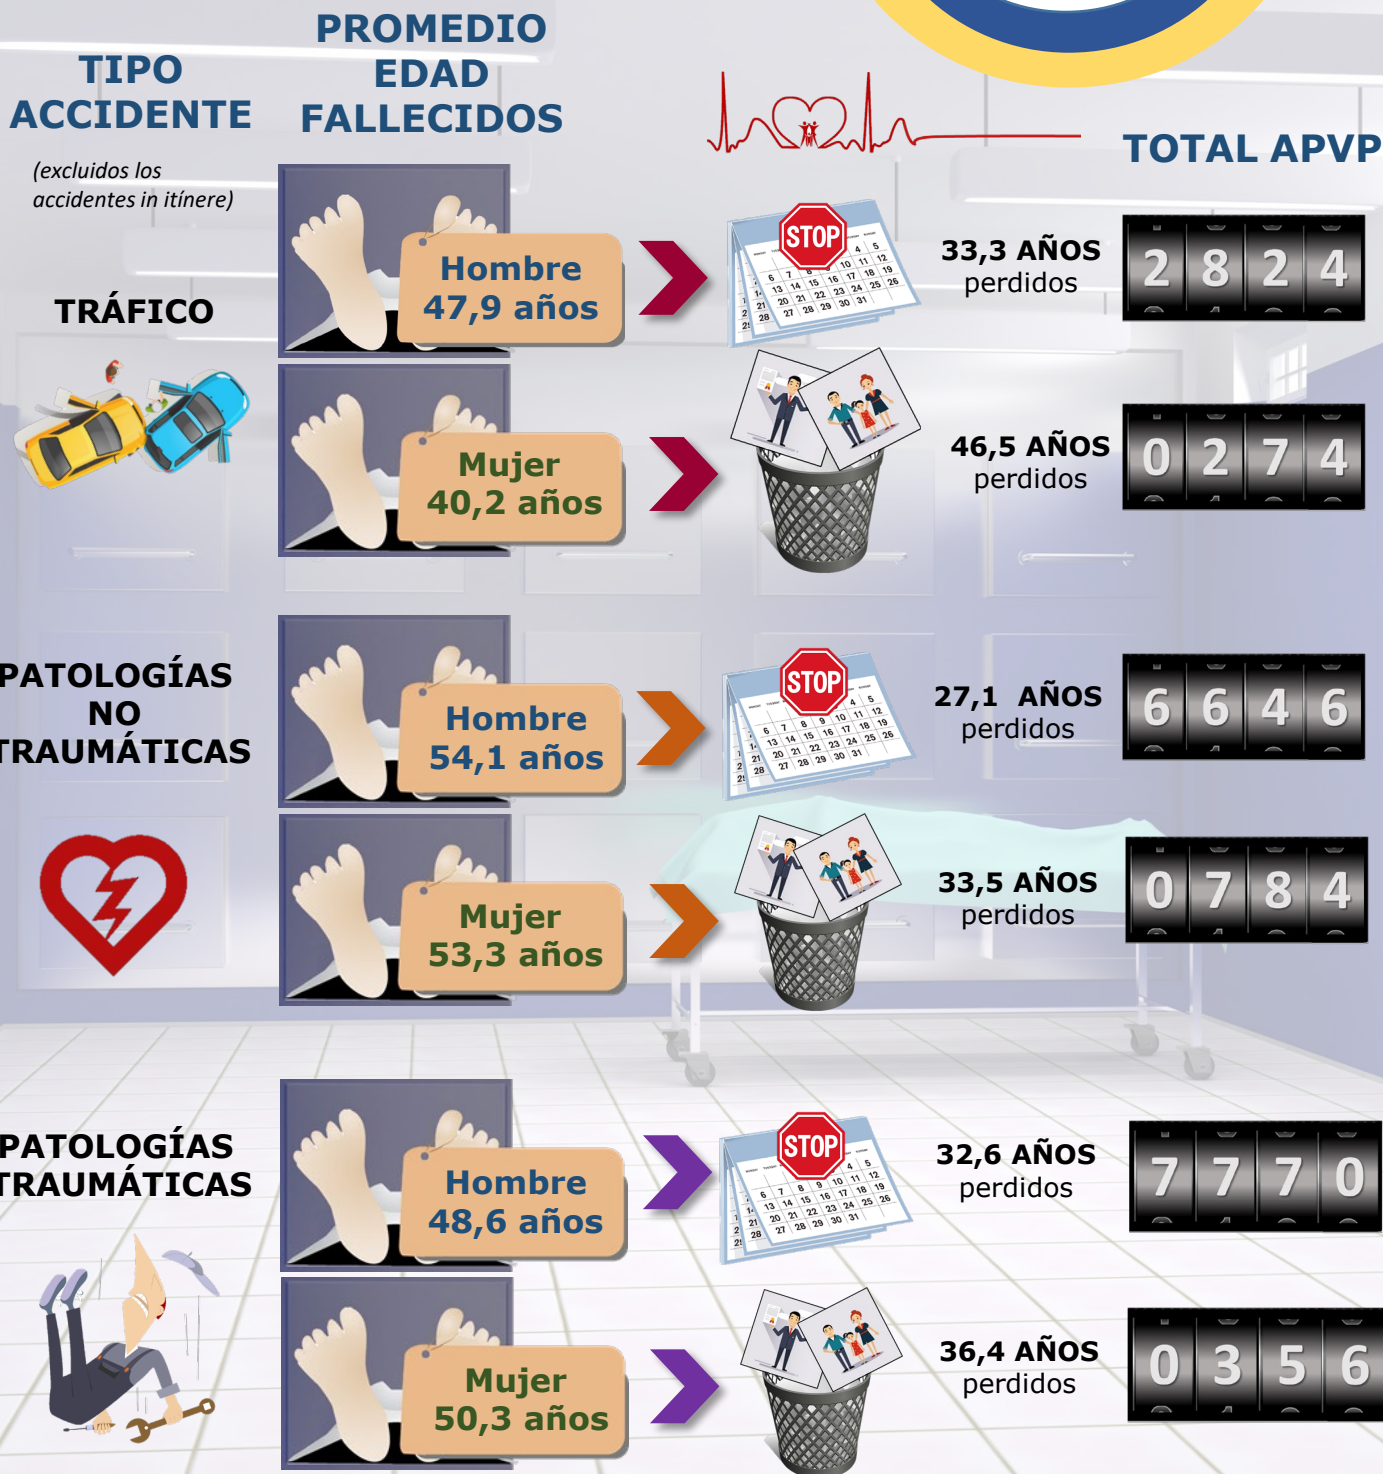 TIPO
ACCIDENTE
PROMEDIO
EDAD
FALLECIDOS
TOTAL APVP
(excluidos los
accidentes in itínere)
TRÁFICO
Hombre
47,9 años
STOP
33,3 AÑOS
perdidos
2824
Mujer
40,2 años
46,5 AÑOS
perdidos
0274
PATOLOGÍAS
NO
TRAUMÁTICAS
Hombre
54,1 años
STOP
27,1 AÑOS
perdidos
6646
Mujer
53,3 años
33,5 AÑOS
perdidos
0784
PATOLOGÍAS
TRAUMÁTICAS
Hombre
48,6 años
STOP
32,6 AÑOS
perdidos
7770
Mujer
50,3 años
36,4 AÑOS
perdidos
0356